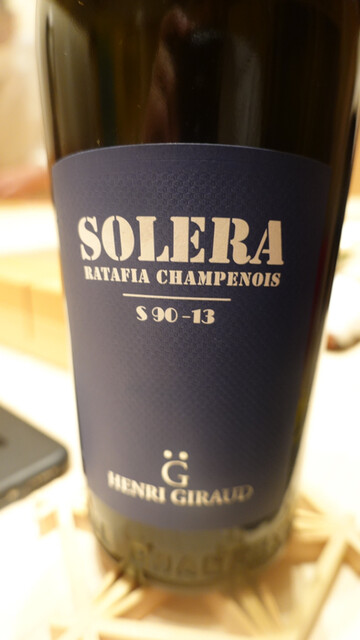 SOLERA
RATAFIA CHAMPENOIS
S 90-13
G̈
HENRI GIRAUD